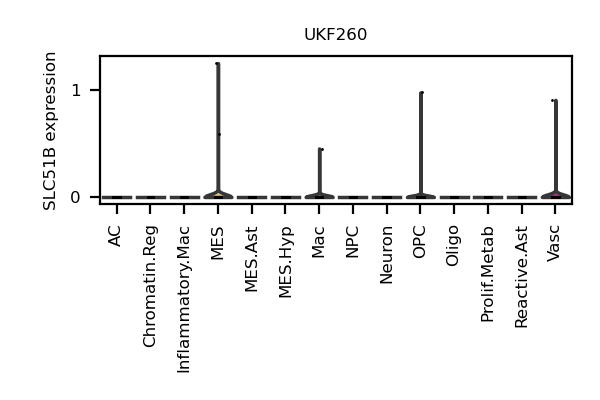 UKF260
SLC51B expression
1
0
AC
Chromatin.Reg
Inflammatory.Mac
MES
MES.Ast
MES.Hyp
Mac
NPC
Neuron
OPC
Oligo
Prolif.Metab
Reactive.Ast
Vasc